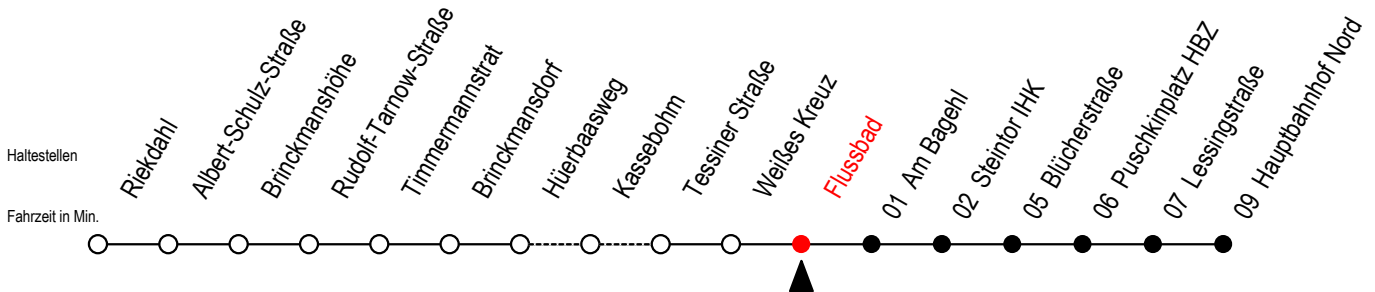 Haltestellen
Fahrzeit in Min.
Riekdahl
Albert-Schulz-Straße
Brinckmanshöhe
Rudolf-Tarnow-Straße
Timmermannstrat
Brinckmansdorf
Hüerbaasweg
Kassebohm
Tessiner Straße
Weißes Kreuz
Flussbad
01 Am Bagehl
02 Steintor IHK
05 Blücherstraße
06 Puschkinplatz HBZ
07 Lessingstraße
09 Hauptbahnhof Nord